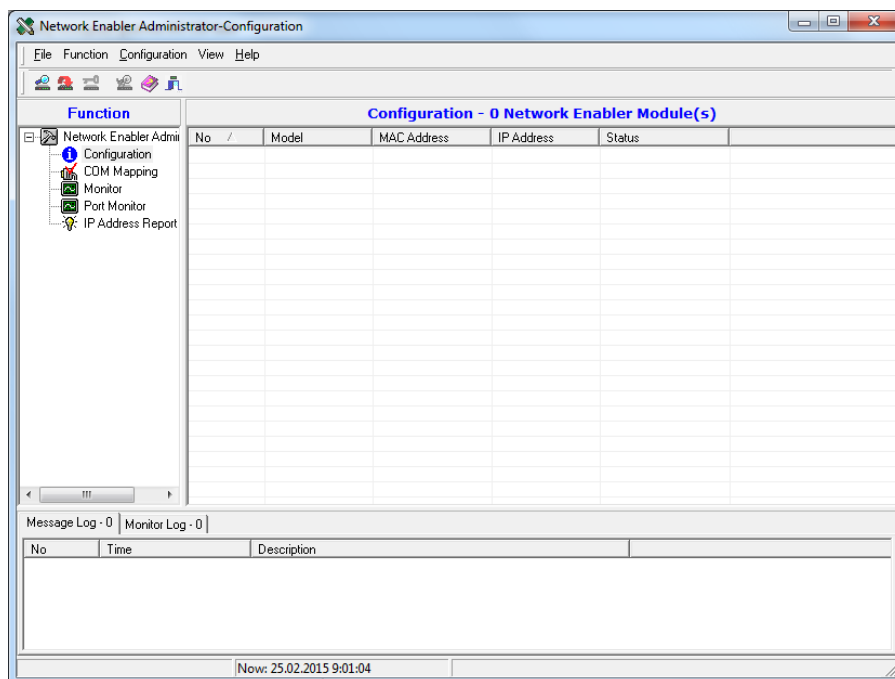 Network Enabler Administrator-Configuration
File Function Configuration View Help
Function
Configuration - 0 Network Enabler Module(s)
Network Enabler Admi
Configuration
COM Mapping
Monitor
Port Monitor
IP Address Report
No Model MAC Address IP Address Status
Message Log - 0 Monitor Log - 0
No Time Description
Now: 25.02.2015 9:01:04